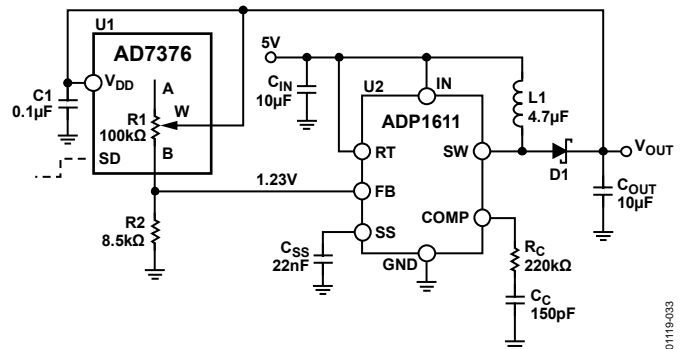 U1
AD7376
VDD
A
C1
0.1µF
R1
100kΩ
W
SD
B
R2
8.5kΩ
1.23V
5V
CIN
10µF
U2
IN
ADP1611
RT
SW
FB
COMP
SS
GND
CSS
22nF
L1
4.7µF
D1
VOUT
COUT
10µF
RC
220kΩ
CC
150pF
01119-033